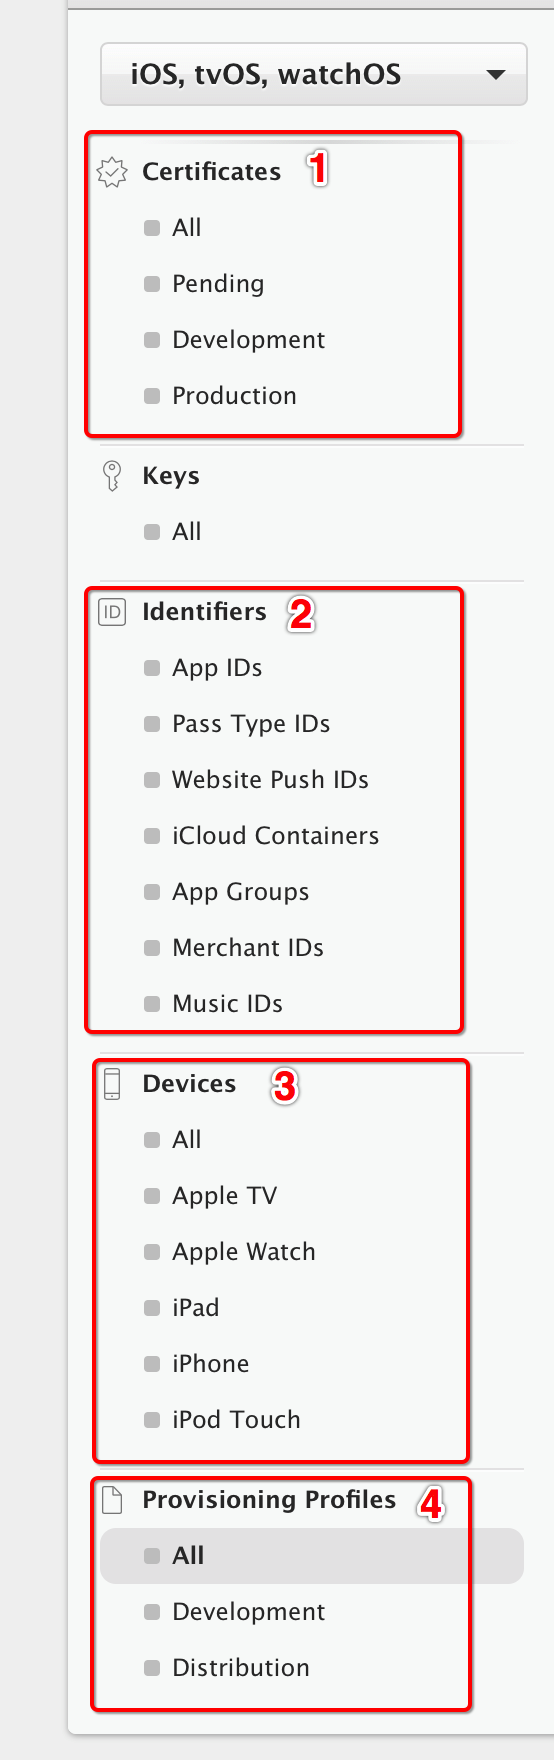 iOS, tvOS, watchOS
Certificates 1
All
Pending
Development
Production
Keys
All
ID Identifiers 2
App IDs
Pass Type IDs
Website Push IDs
iCloud Containers
App Groups
Merchant IDs
Music IDs
Devices 3
All
Apple TV
Apple Watch
iPad
iPhone
iPod Touch
Provisioning Profiles 4
All
Development
Distribution